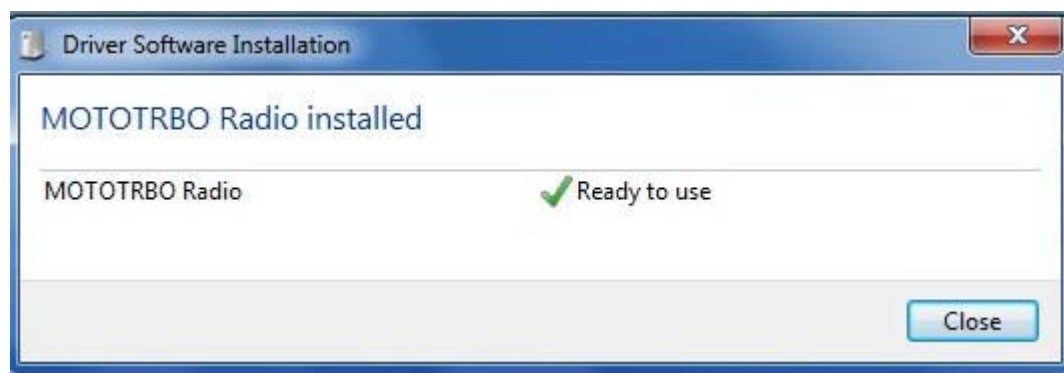 Driver Software Installation
MOTOTRBO Radio installed
MOTOTRBO Radio Ready to use
Close